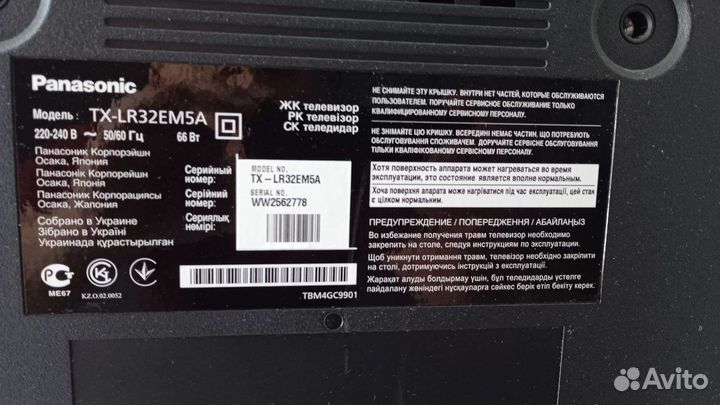 Panasonic
Модель: TX-LR32EM5A
220-240 В ~ 50/60 Гц 66 Вт
ЖК телевизор
РК телевізор
СК теледидар
Панасоник Корпорэйшн
Осака, Япония
Панасонік Корпорейшн
Осака, Японія
Панасоник Корпорациясы
Осака, Жапония
Собрано в Украине
Зібрано в Україні
Украинада құрастырылған
Серийный номер:
Серійний номер:
Сериялық нөмірі:
MODEL NO.
TX-LR32EM5A
SERIAL NO.
WW2562778
РС
ME67
KZ.O.02.0052
TBM4GC9901
НЕ СНИМАЙТЕ ЭТУ КРЫШКУ. ВНУТРИ НЕТ ЧАСТЕЙ, КОТОРЫЕ ОБСЛУЖИВАЮТСЯ
ПОЛЬЗОВАТЕЛЕМ. ПОРУЧИТЕ СЕРВИСНОЕ ОБСЛУЖИВАНИЕ ТОЛЬКО
КВАЛИФИЦИРОВАННОМУ СЕРВИСНОМУ ПЕРСОНАЛУ.
НЕ ЗНІМАЙТЕ ЦЮ КРИШКУ. ВСЕРЕДИНІ НЕМАЄ ЧАСТИН, ЩО ПОТРЕБУЮТЬ
ОБСЛУГОВУВАННЯ СПОЖИВАЧЕМ. ДОРУЧАЙТЕ СЕРВІСНЕ ОБСЛУГОВУВАННЯ
КВАЛІФІКОВАНОМУ СЕРВІСНОМУ ПЕРСОНАЛУ.
Хотя поверхность аппарата может нагреваться во время
эксплуатации, это состояние является вполне нормальным.
Хоча поверхня апарата може нагріватися під час експлуатації, цей стан
є цілком нормальним.
ПРЕДУПРЕЖДЕНИЕ / ПОПЕРЕДЖЕННЯ / АБАЙЛАҢЫЗ
Во избежание получения травм телевизор необходимо
закрепить на столе, следуя инструкциям по эксплуатации.
Щоб уникнути отримання травм, телевізор необхідно закріпити
на столі, дотримуючись інструкцій з експлуатації.
Жарақат алуды болдырмау үшін, бұл теледидарды үстелге
пайдалану жөніндегі нұсқауларға сәйкес берік етіп бекіту керек.
Avito